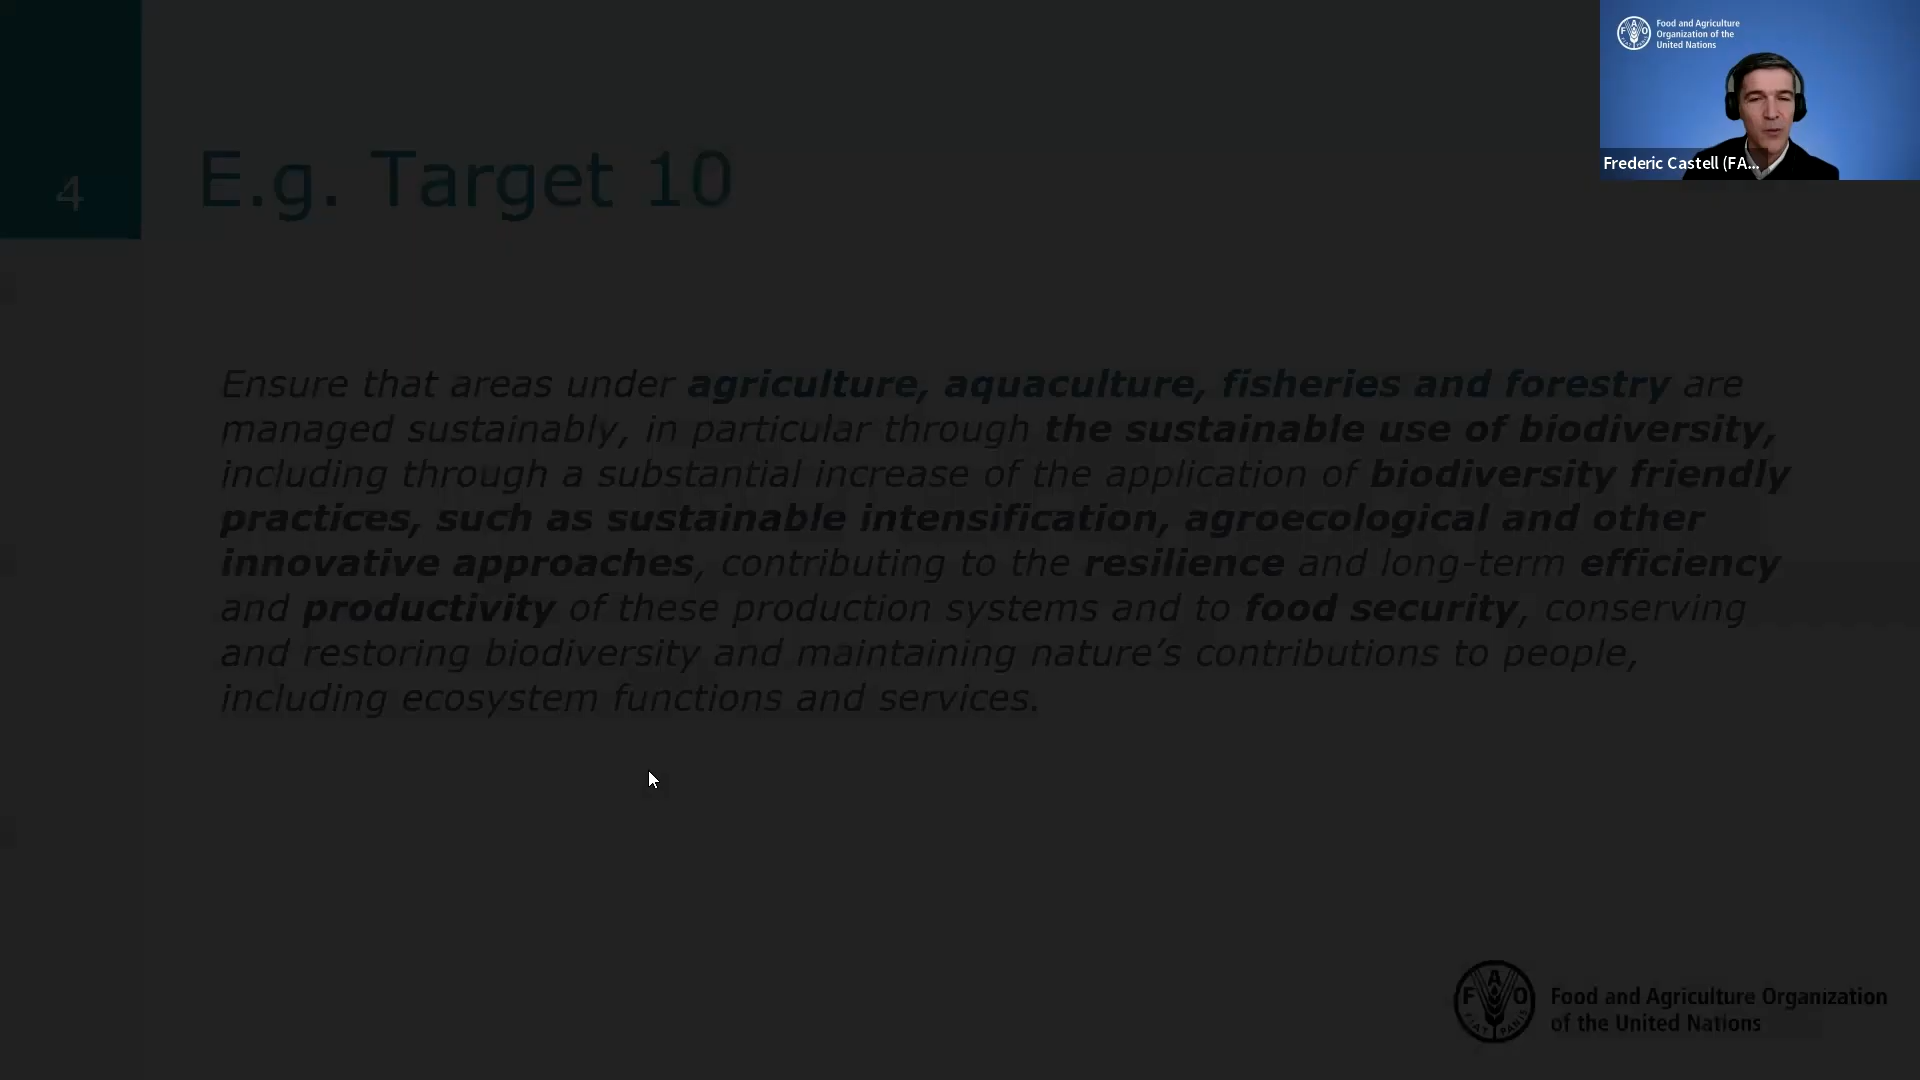 Food and Agriculture
Organization of the
United Nations
Frederic Castell (FA...
4
E.g. Target 10
Ensure that areas under agriculture, aquaculture, fisheries and forestry are
managed sustainably, in particular through the sustainable use of biodiversity,
including through a substantial increase of the application of biodiversity friendly
practices, such as sustainable intensification, agroecological and other
innovative approaches, contributing to the resilience and long-term efficiency
and productivity of these production systems and to food security, conserving
and restoring biodiversity and maintaining nature’s contributions to people,
including ecosystem functions and services.
F A O
FIAT PANIS
Food and Agriculture Organization
of the United Nations